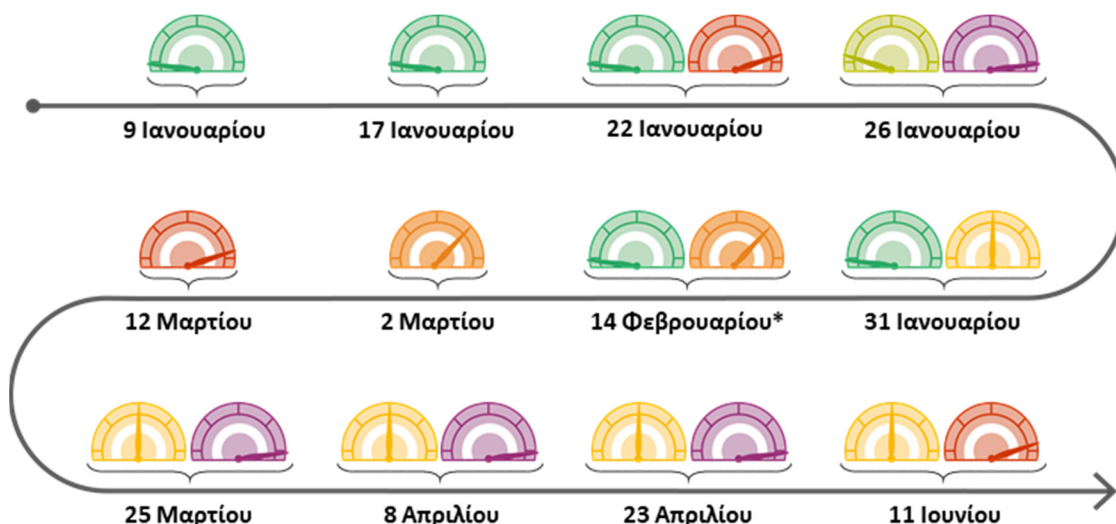 9 Ιανουαρίου
17 Ιανουαρίου
22 Ιανουαρίου
26 Ιανουαρίου
12 Μαρτίου
2 Μαρτίου
14 Φεβρουαρίου*
31 Ιανουαρίου
25 Μαρτίου
8 Απριλίου
23 Απριλίου
11 Ιουνίου